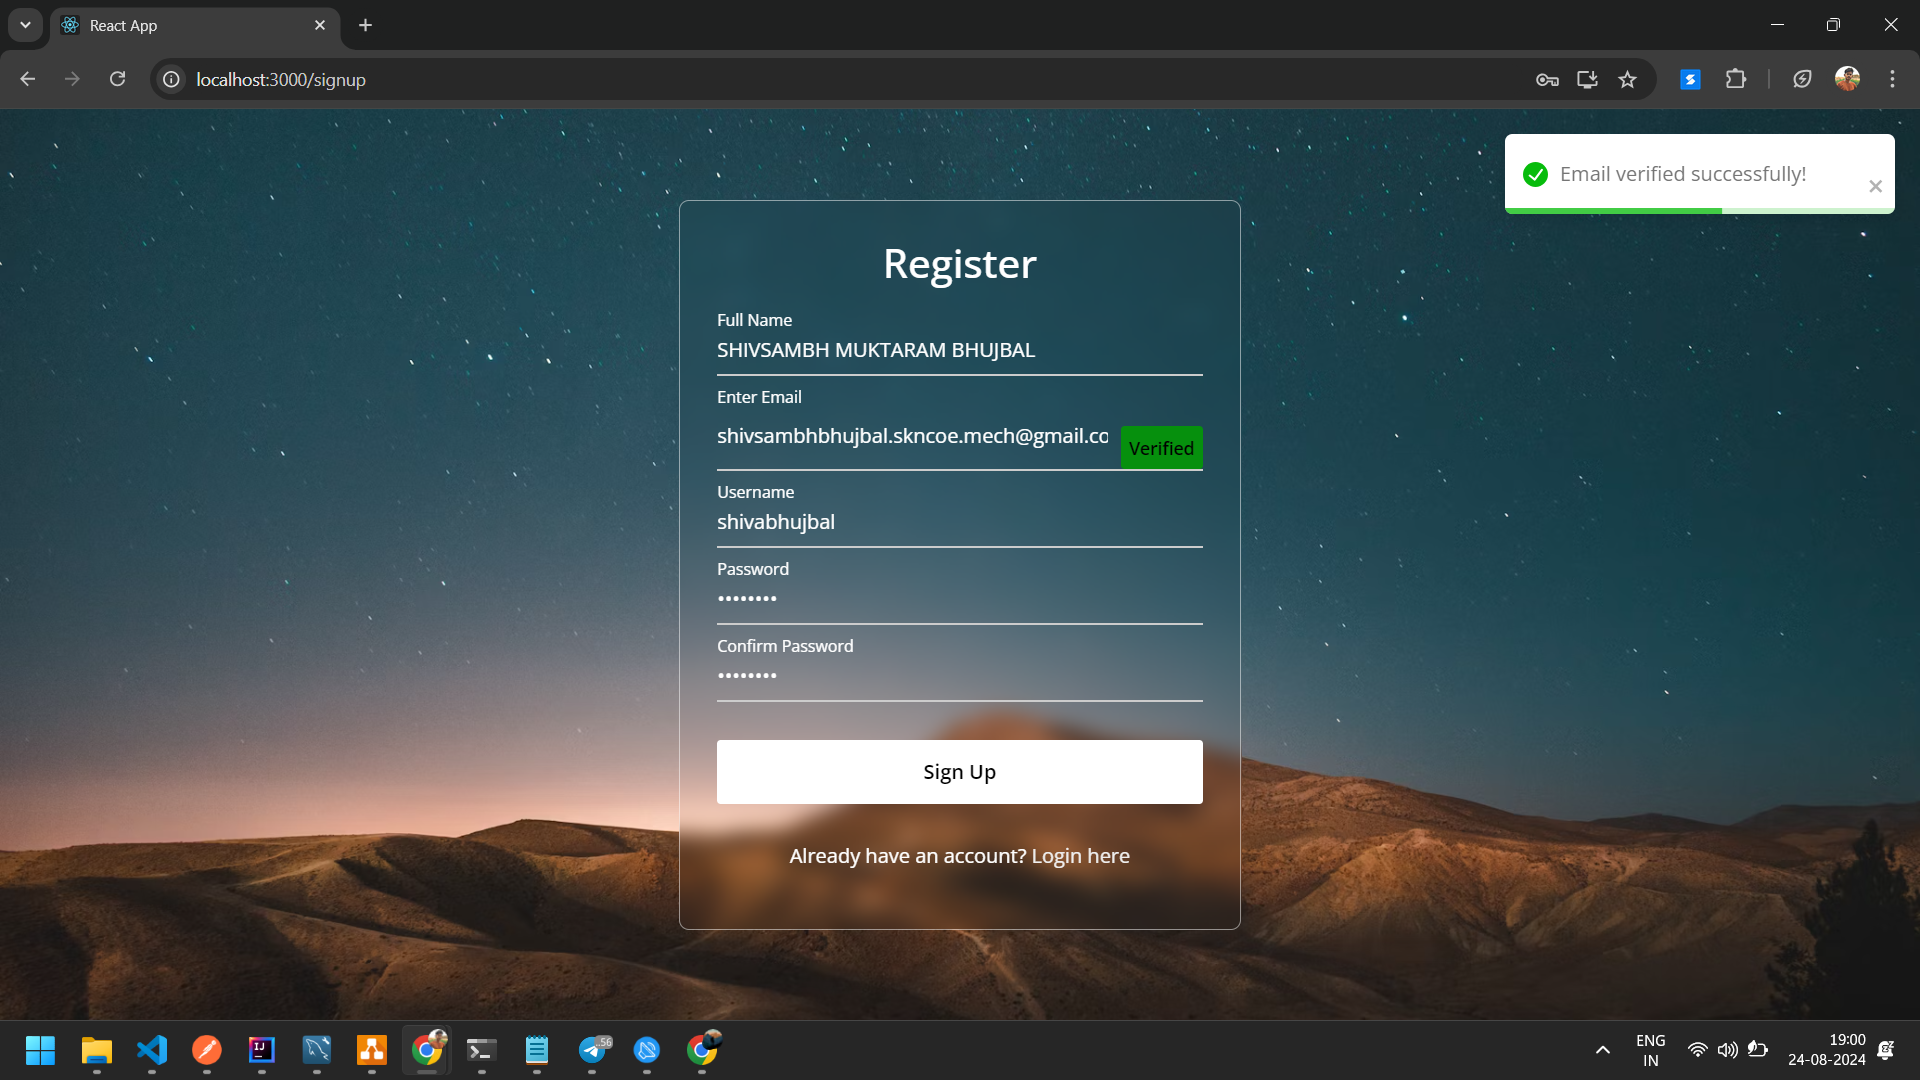 React App
localhost:3000/signup
Email verified successfully!
Register
Full Name
SHIVSAMBH MUKTARAM BHUJBAL
Enter Email
shivsambhbhujbal.skncoe.mech@gmail.co
Verified
Username
shivabhujbal
Password
••••••••
Confirm Password
••••••••
Sign Up
Already have an account? Login here
IJ
56
ENG
IN
19:00
24-08-2024